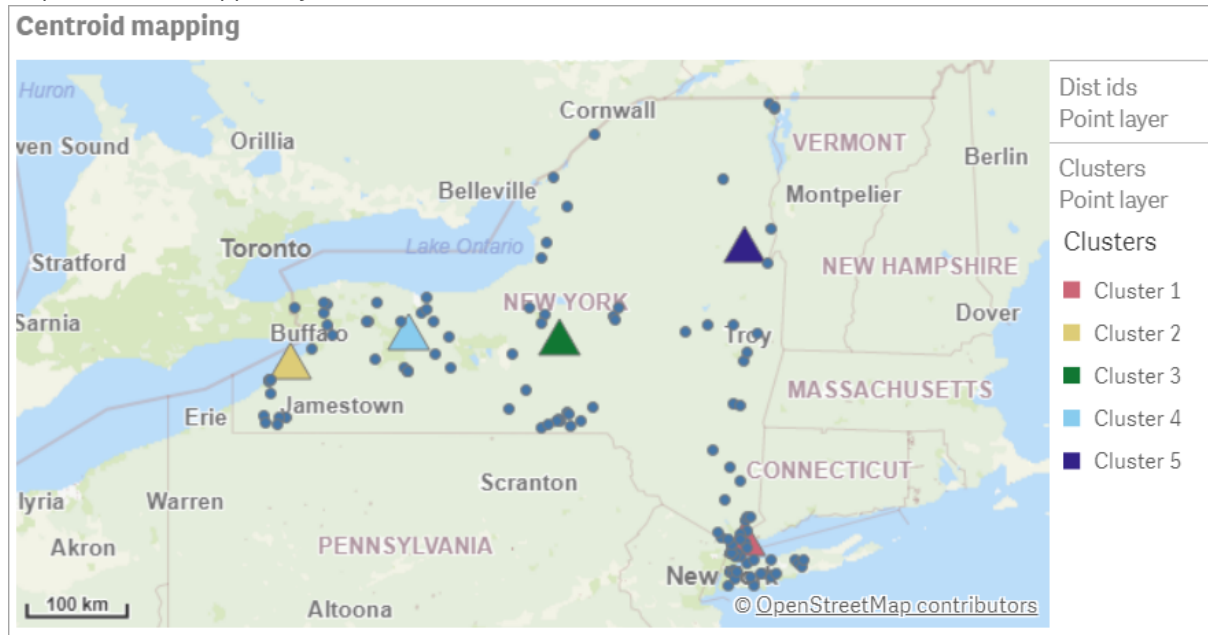 Centroid mapping
Huron
Cornwall
Dist ids
Point layer
ven Sound
Orillia
VERMONT
Berlin
Clusters
Point layer
Belleville
Montpelier
Toronto
Lake Ontario
Clusters
Stratford
NEW HAMPSHIRE
Cluster 1
NEW YORK
Sarnia
Buffalo
Troy
Dover
Cluster 2
Cluster 3
MASSACHUSETTS
Erie
Jamestown
Cluster 4
CONNECTICUT
Cluster 5
Scranton
lyria
Warren
Akron
PENNSYLVANIA
New York
100 km
Altoona
© OpenStreetMap contributors